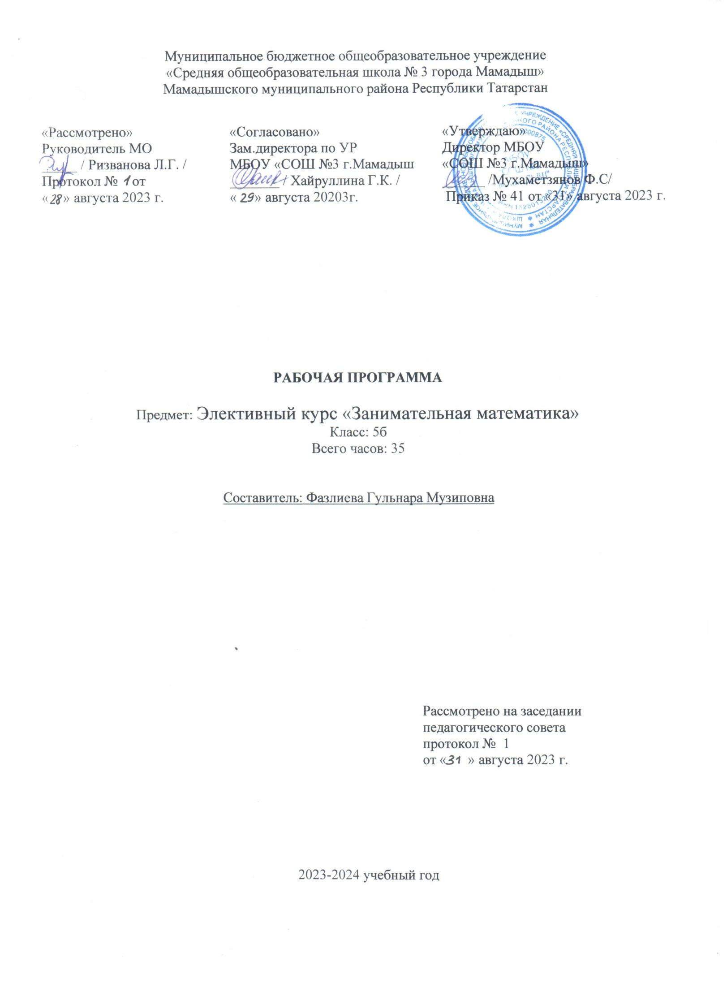 Муниципальное бюджетное общеобразовательное учреждение
«Средняя общеобразовательная школа № 3 города Мамадыш»
Мамадышского муниципального района Республики Татарстан
«Рассмотрено»
Руководитель МО
/ Ризванова Л.Г. /
Протокол № 1 от
«28» августа 2023 г.
«Согласовано»
Зам.директора по УР
МБОУ «СОШ №3 г.Мамадыш
/ Хайруллина Г.К. /
« 29» августа 20203г.
«Утверждаю»
Директор МБОУ
«СОШ №3 г.Мамадыш»
/Мухаметзянов Ф.С/
Приказ № 41 от «31» августа 2023 г.
РАБОЧАЯ ПРОГРАММА
Предмет: Элективный курс «Занимательная математика»
Класс: 5б
Всего часов: 35
Составитель: Фазлиева Гульнара Музиповна
Рассмотрено на заседании
педагогического совета
протокол № 1
от «31 » августа 2023 г.
2023-2024 учебный год